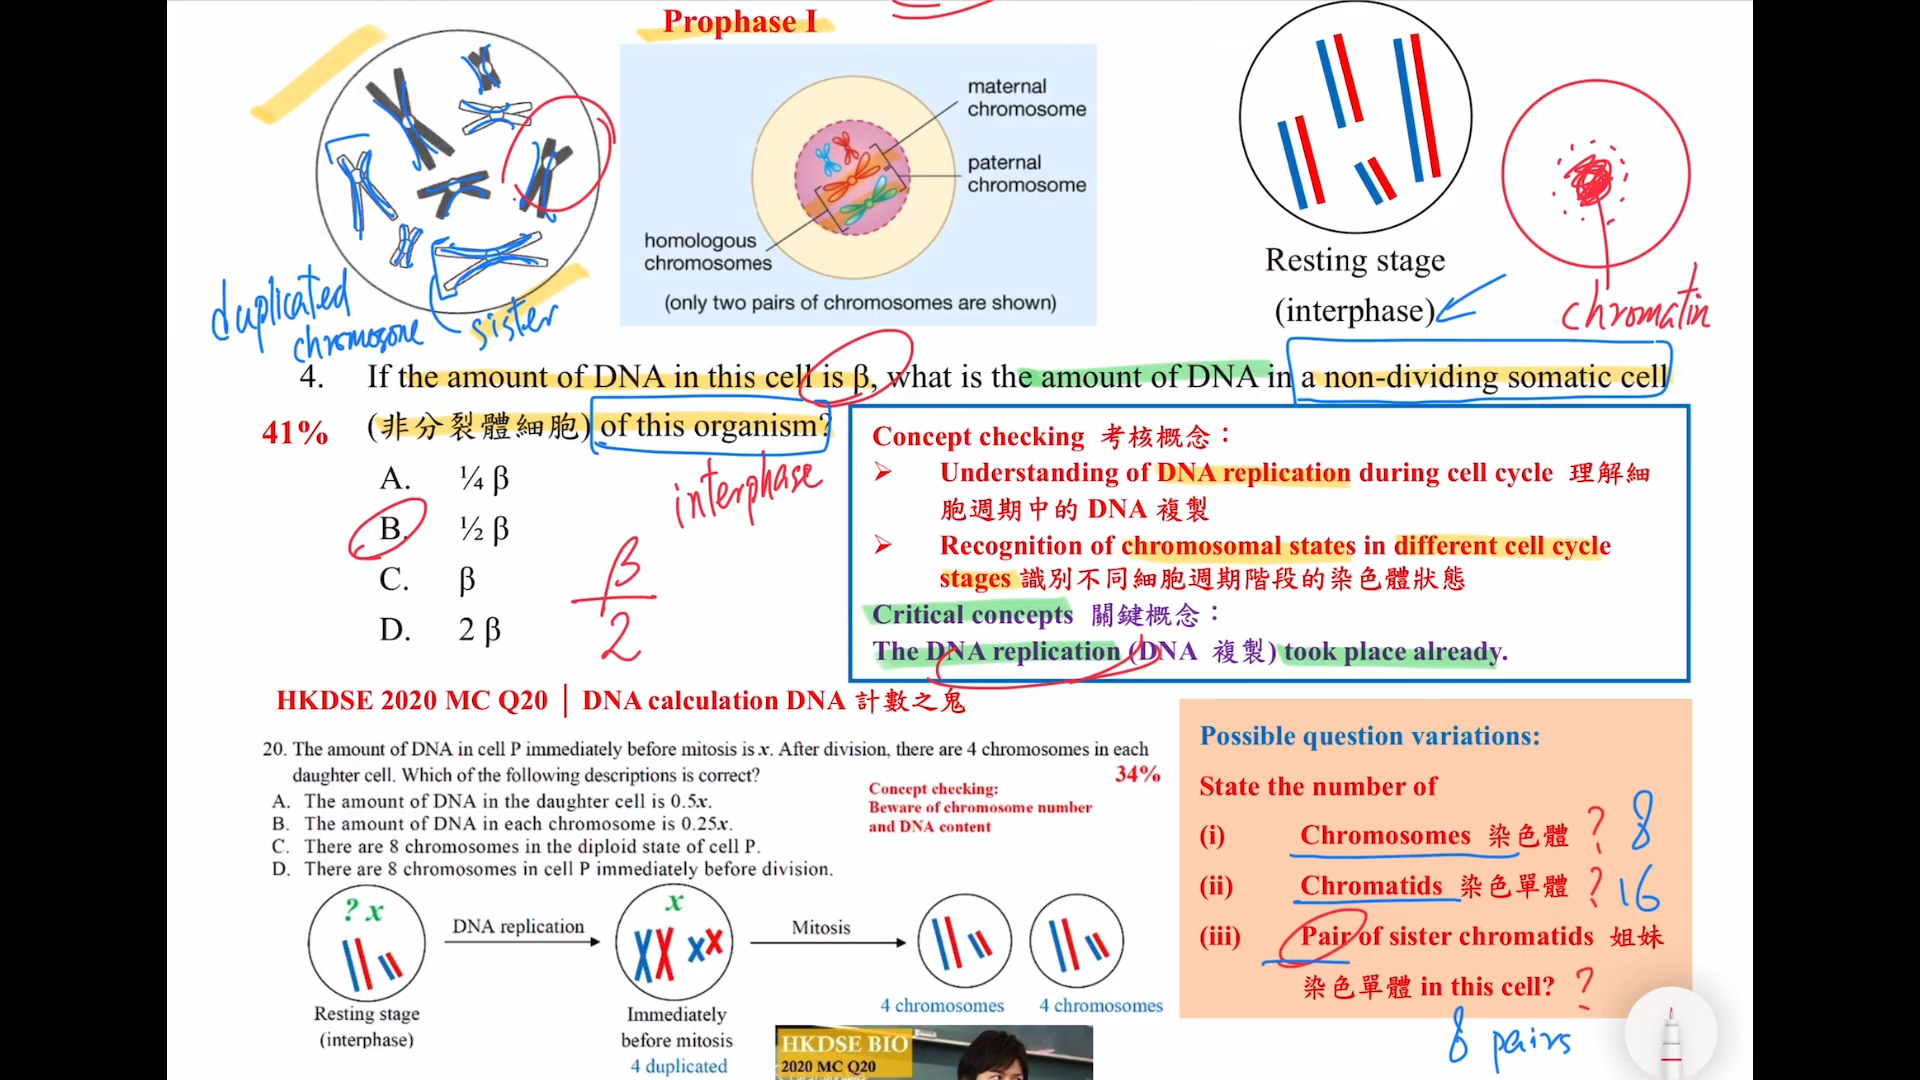 Prophase I
maternal
chromosome
paternal
chromosome
homologous
chromosomes
(only two pairs of chromosomes are shown)
Resting stage
(interphase)
chromatin
duplicated
chromosone
sister
4. If the amount of DNA in this cell is β, what is the amount of DNA in a non-dividing somatic cell
41% (非分裂體細胞) of this organism?
A. ¼ β
B. ½ β
C. β
D. 2 β
interphase
β
2
Concept checking 考核概念：
➢ Understanding of DNA replication during cell cycle 理解細
胞週期中的 DNA 複製
➢ Recognition of chromosomal states in different cell cycle
stages 識別不同細胞週期階段的染色體狀態
Critical concepts 關鍵概念：
The DNA replication (DNA 複製) took place already.
HKDSE 2020 MC Q20 │ DNA calculation DNA 計數之鬼
20. The amount of DNA in cell P immediately before mitosis is x. After division, there are 4 chromosomes in each
daughter cell. Which of the following descriptions is correct?
34%
A. The amount of DNA in the daughter cell is 0.5x.
B. The amount of DNA in each chromosome is 0.25x.
C. There are 8 chromosomes in the diploid state of cell P.
D. There are 8 chromosomes in cell P immediately before division.
Concept checking:
Beware of chromosome number
and DNA content
? x
DNA replication
x
Mitosis
Resting stage
(interphase)
Immediately
before mitosis
4 duplicated
4 chromosomes
4 chromosomes
HKDSE BIO
2020 MC Q20
Possible question variations:
State the number of
(i) Chromosomes 染色體 ? 8
(ii) Chromatids 染色單體 ? 16
(iii) Pair of sister chromatids 姐妹
染色單體 in this cell? ?
8 pairs